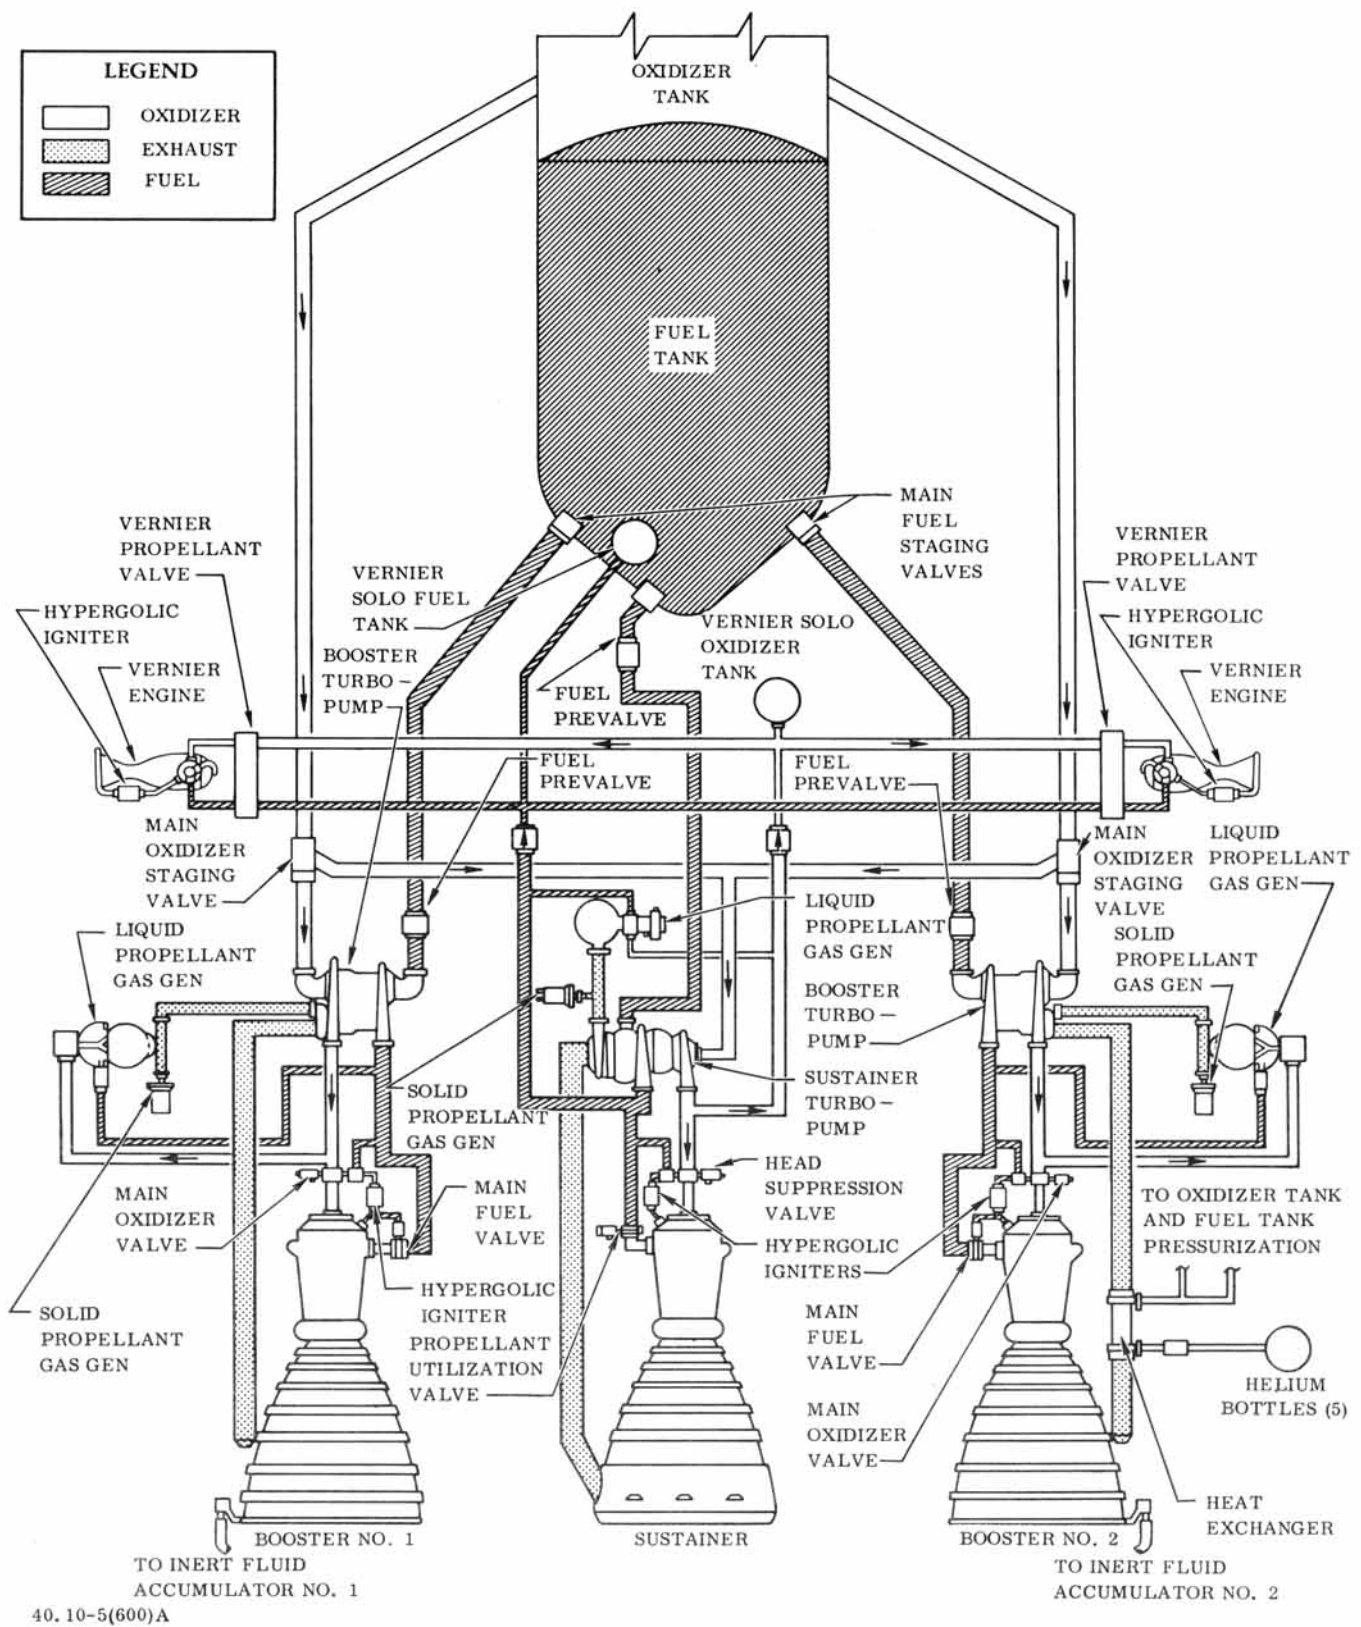 LEGEND
OXIDIZER
EXHAUST
FUEL
OXIDIZER
TANK
FUEL
TANK
MAIN
FUEL
STAGING
VALVES
VERNIER
PROPELLANT
VALVE
HYPERGOLIC
IGNITER
VERNIER
ENGINE
VERNIER
SOLO FUEL
TANK
BOOSTER
TURBO-
PUMP
VERNIER SOLO
OXIDIZER
TANK
FUEL
PREVALVE
FUEL
PREVALVE
FUEL
PREVALVE
VERNIER
PROPELLANT
VALVE
HYPERGOLIC
IGNITER
VERNIER
ENGINE
MAIN
OXIDIZER
STAGING
VALVE
LIQUID
PROPELLANT
GAS GEN
LIQUID
PROPELLANT
GAS GEN
MAIN
OXIDIZER
STAGING
VALVE
LIQUID
PROPELLANT
GAS GEN
SOLID
PROPELLANT
GAS GEN
BOOSTER
TURBO-
PUMP
SUSTAINER
TURBO-
PUMP
SOLID
PROPELLANT
GAS GEN
MAIN
OXIDIZER
VALVE
MAIN
FUEL
VALVE
HEAD
SUPPRESSION
VALVE
HYPERGOLIC
IGNITERS
TO OXIDIZER TANK
AND FUEL TANK
PRESSURIZATION
SOLID
PROPELLANT
GAS GEN
HYPERGOLIC
IGNITER
PROPELLANT
UTILIZATION
VALVE
MAIN
FUEL
VALVE
MAIN
OXIDIZER
VALVE
HELIUM
BOTTLES (5)
HEAT
EXCHANGER
BOOSTER NO. 1
SUSTAINER
BOOSTER NO. 2
TO INERT FLUID
ACCUMULATOR NO. 1
TO INERT FLUID
ACCUMULATOR NO. 2
40.10-5(600)A